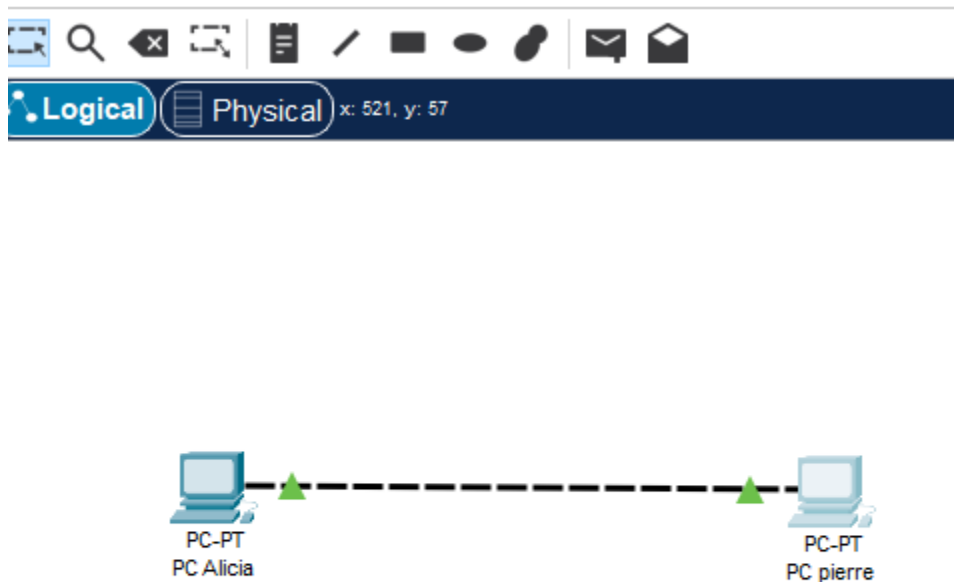 Logical Physical x: 521, y: 57
PC-PT
PC Alicia
PC-PT
PC pierre